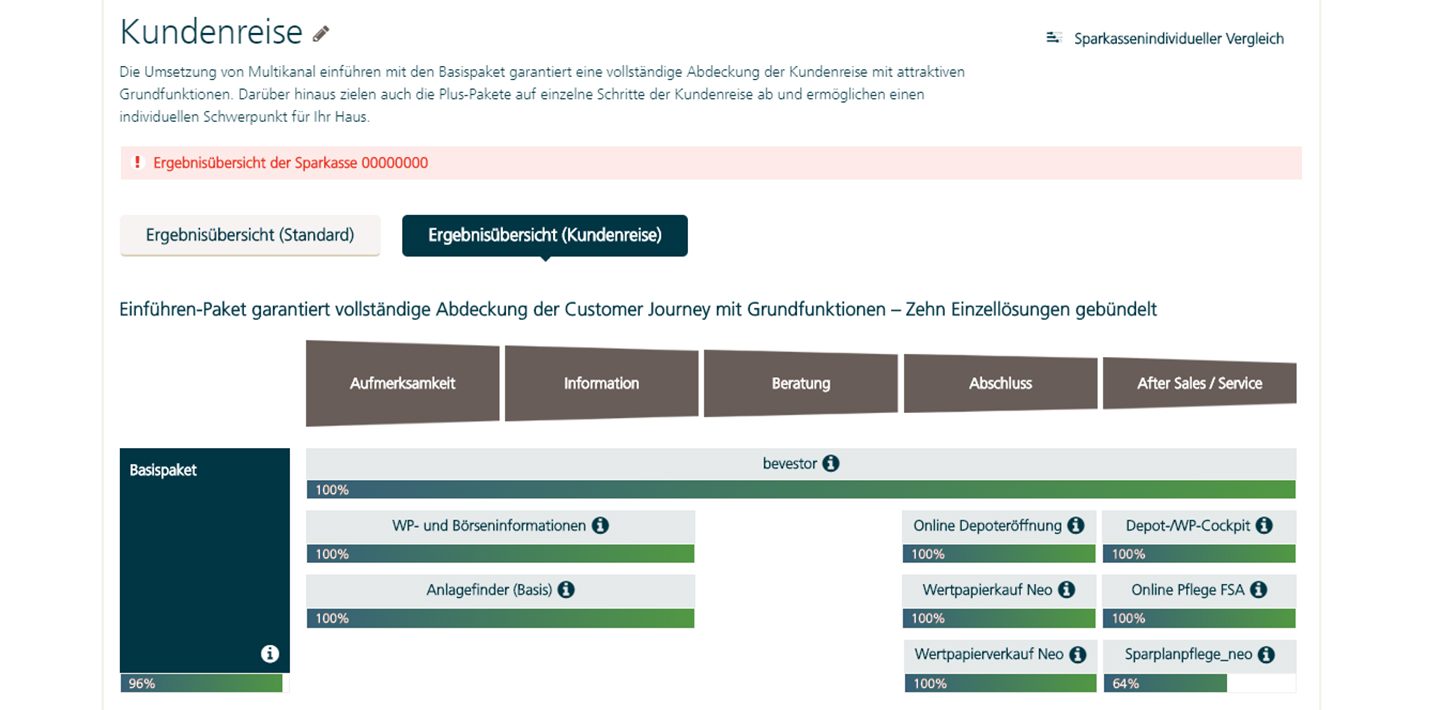 Kundenreise
Sparkassenindividueller Vergleich
Die Umsetzung von Multikanal einführen mit den Basispaket garantiert eine vollständige Abdeckung der Kundenreise mit attraktiven
Grundfunktionen. Darüber hinaus zielen auch die Plus-Pakete auf einzelne Schritte der Kundenreise ab und ermöglichen einen
individuellen Schwerpunkt für Ihr Haus.
! Ergebnisübersicht der Sparkasse 00000000
Ergebnisübersicht (Standard)
Ergebnisübersicht (Kundenreise)
Einführen-Paket garantiert vollständige Abdeckung der Customer Journey mit Grundfunktionen – Zehn Einzellösungen gebündelt
Aufmerksamkeit
Information
Beratung
Abschluss
After Sales / Service
Basispaket
96%
bevestor
100%
WP- und Börseninformationen
100%
Online Depoteröffnung
100%
Depot-/WP-Cockpit
100%
Anlagefinder (Basis)
100%
Wertpapierkauf Neo
100%
Online Pflege FSA
100%
Wertpapierverkauf Neo
100%
Sparplanpflege_neo
64%